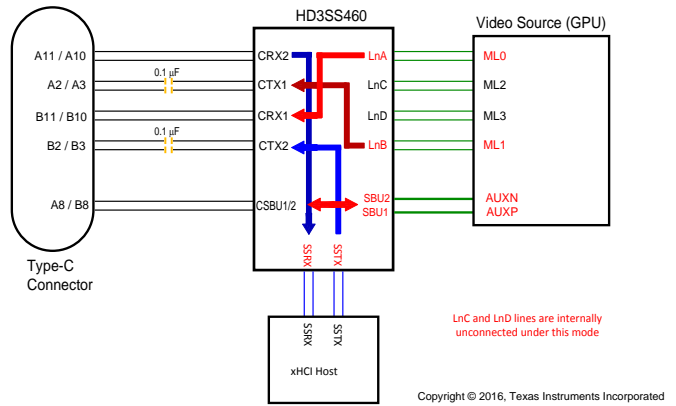 HD3SS460
Video Source (GPU)
A11 / A10
CRX2
LnA
ML0
0.1 µF
A2 / A3
CTX1
LnC
ML2
B11 / B10
CRX1
LnD
ML3
0.1 µF
B2 / B3
CTX2
LnB
ML1
A8 / B8
CSBU1/2
SBU2
SBU1
AUXN
AUXP
SSRX
SSTX
Type-C
Connector
SSRX
SSTX
xHCI Host
LnC and LnD lines are internally
unconnected under this mode
Copyright © 2016, Texas Instruments Incorporated